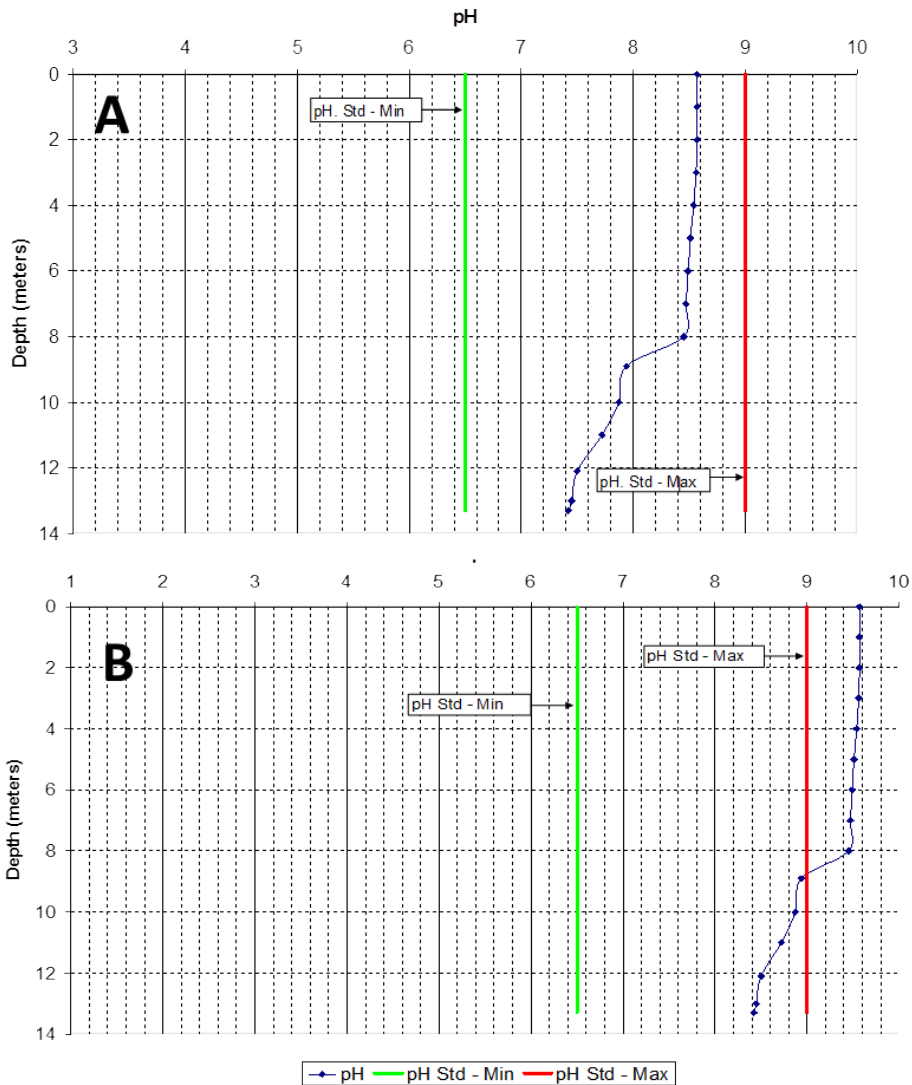 pH
3 4 5 6 7 8 9 10
0
A
pH. Std - Min
2
4
6
Depth (meters)
8
10
12
pH. Std - Max
14
1 2 3 4 5 6 7 8 9 10
0
B
pH Std - Max
2
pH Std - Min
4
6
Depth (meters)
8
10
12
14
pH pH Std - Min pH Std - Max